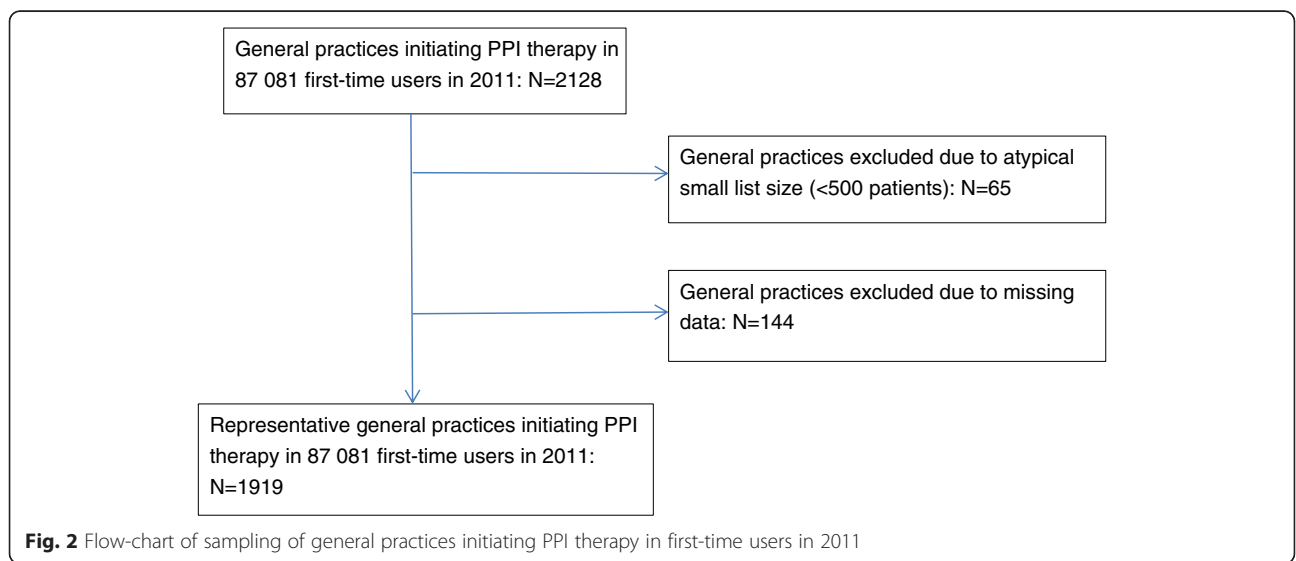 General practices initiating PPI therapy in
87 081 first-time users in 2011: N=2128
General practices excluded due to atypical
small list size (<500 patients): N=65
General practices excluded due to missing
data: N=144
Representative general practices initiating PPI
therapy in 87 081 first-time users in 2011:
N=1919
Fig. 2 Flow-chart of sampling of general practices initiating PPI therapy in first-time users in 2011